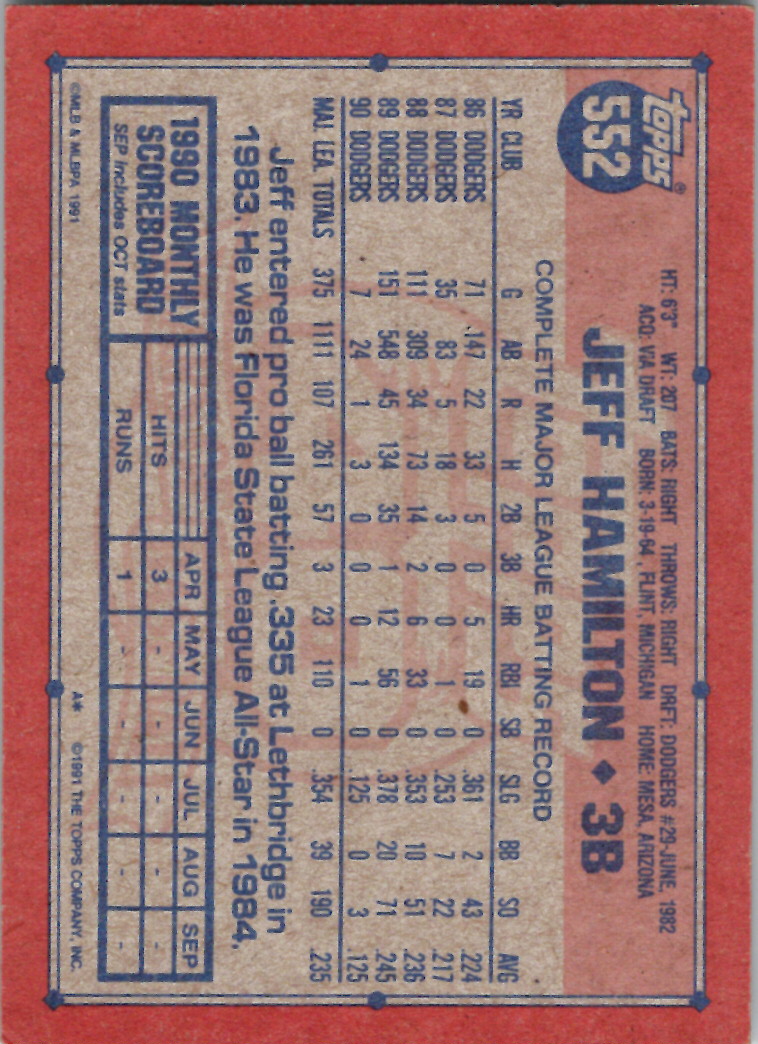 topps®
552
HT: 6'3" WT: 207 BATS: RIGHT THROWS: RIGHT DRFT: DODGERS #29-JUNE, 1982
ACQ: VIA DRAFT BORN: 3-19-64, FLINT, MICHIGAN HOME: MESA, ARIZONA
JEFF HAMILTON ◆ 3B
COMPLETE MAJOR LEAGUE BATTING RECORD
YR CLUB G AB R H 2B 3B HR RBI SB SLG BB SO AVG
86 DODGERS 71 147 22 33 5 0 5 19 0 .361 2 43 .224
87 DODGERS 35 83 5 18 3 0 0 1 0 .253 7 22 .217
88 DODGERS 111 309 34 73 14 2 6 33 0 .353 10 51 .236
89 DODGERS 151 548 45 134 35 1 12 56 0 .378 20 71 .245
90 DODGERS 7 24 1 3 0 0 0 1 0 .125 0 3 .125
MAJ. LEA. TOTALS 375 1111 107 261 57 3 23 110 0 .354 39 190 .235
Jeff entered pro ball batting .335 at Lethbridge in
1983. He was Florida State League All-Star in 1984.
1990 MONTHLY
SCOREBOARD
SEP includes OCT stats
APR MAY JUN JUL AUG SEP
HITS 3 - - - - -
RUNS 1 - - - - -
©MLB & MLBPA 1991 A* ©1991 THE TOPPS COMPANY, INC.